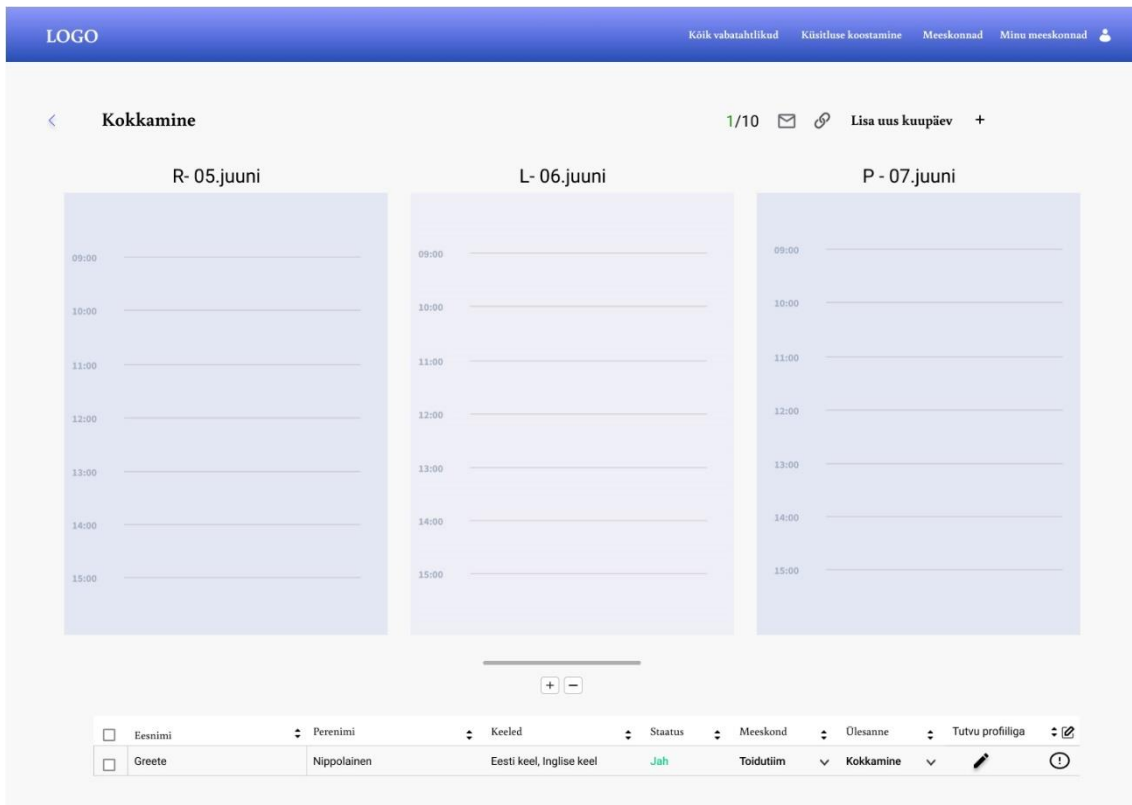 LOGO Kõik vabatahtlikud Küsitluse koostamine Meeskonnad Minu meeskonnad
Kokkamine 1/10 Lisa uus kuupäev +
R- 05.juuni L- 06.juuni P - 07.juuni
09:00 09:00 09:00
10:00 10:00 10:00
11:00 11:00 11:00
12:00 12:00 12:00
13:00 13:00 13:00
14:00 14:00 14:00
15:00 15:00 15:00
+ −
Eesnimi Perenimi Keeled Staatus Meeskond Ülesanne Tutvu profiiliga
Greete Nippolainen Eesti keel, Inglise keel Jah Toidutiim Kokkamine